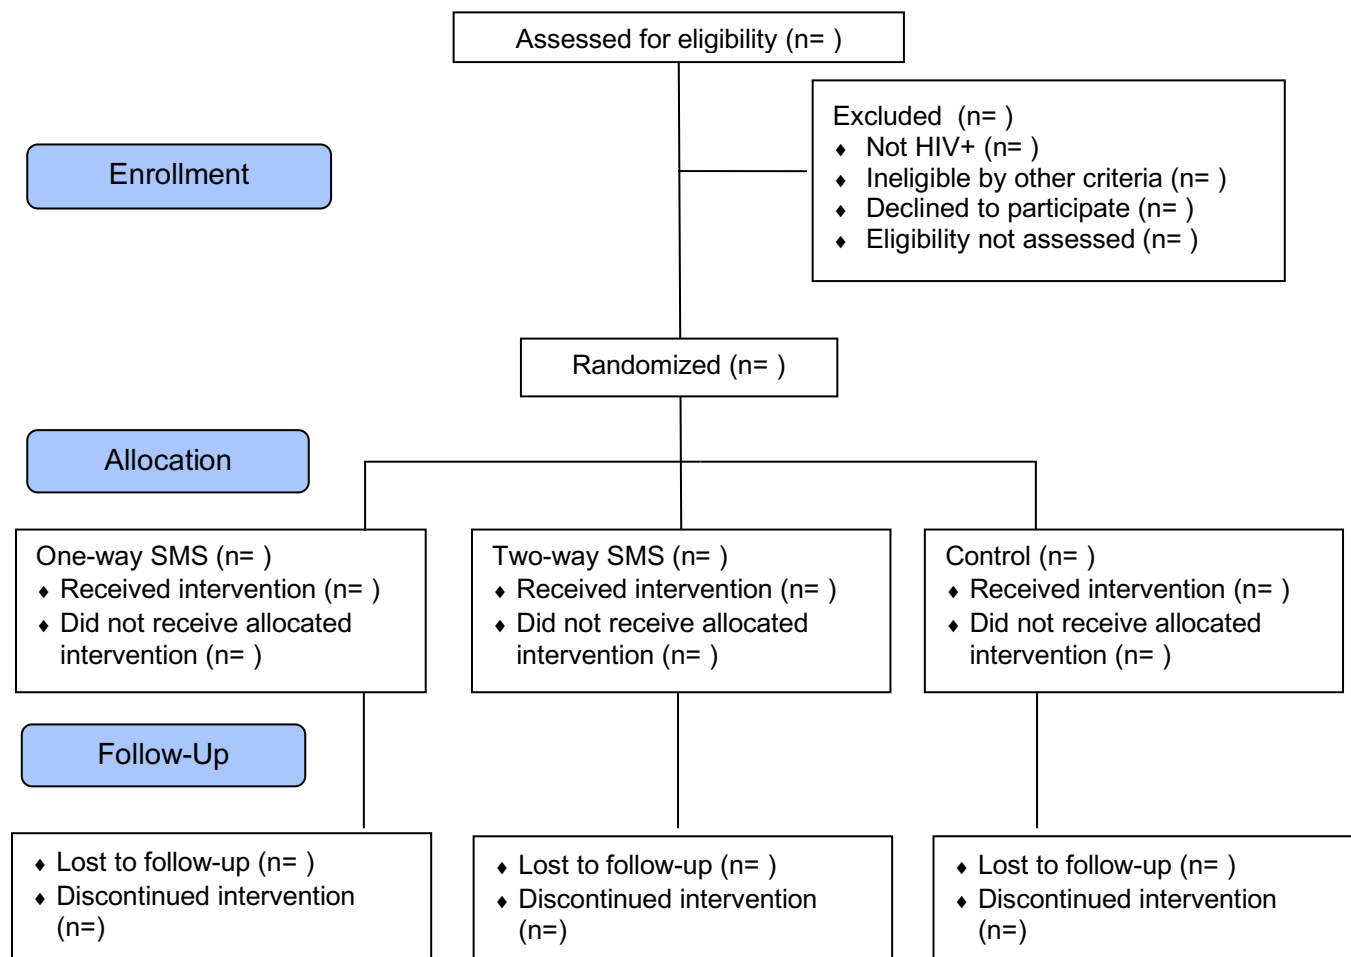 Assessed for eligibility (n= )
Excluded  (n= )
♦ Not HIV+ (n= )
♦ Ineligible by other criteria (n= )
♦ Declined to participate (n= )
♦ Eligibility not assessed (n= )
Enrollment
Randomized (n= )
Allocation
One-way SMS (n= )
♦ Received intervention (n= )
♦ Did not receive allocated
intervention (n= )
Two-way SMS (n= )
♦ Received intervention (n= )
♦ Did not receive allocated
intervention (n= )
Control (n= )
♦ Received intervention (n= )
♦ Did not receive allocated
intervention (n= )
Follow-Up
♦ Lost to follow-up (n= )
♦ Discontinued intervention
(n=)
♦ Lost to follow-up (n= )
♦ Discontinued intervention
(n=)
♦ Lost to follow-up (n= )
♦ Discontinued intervention
(n=)